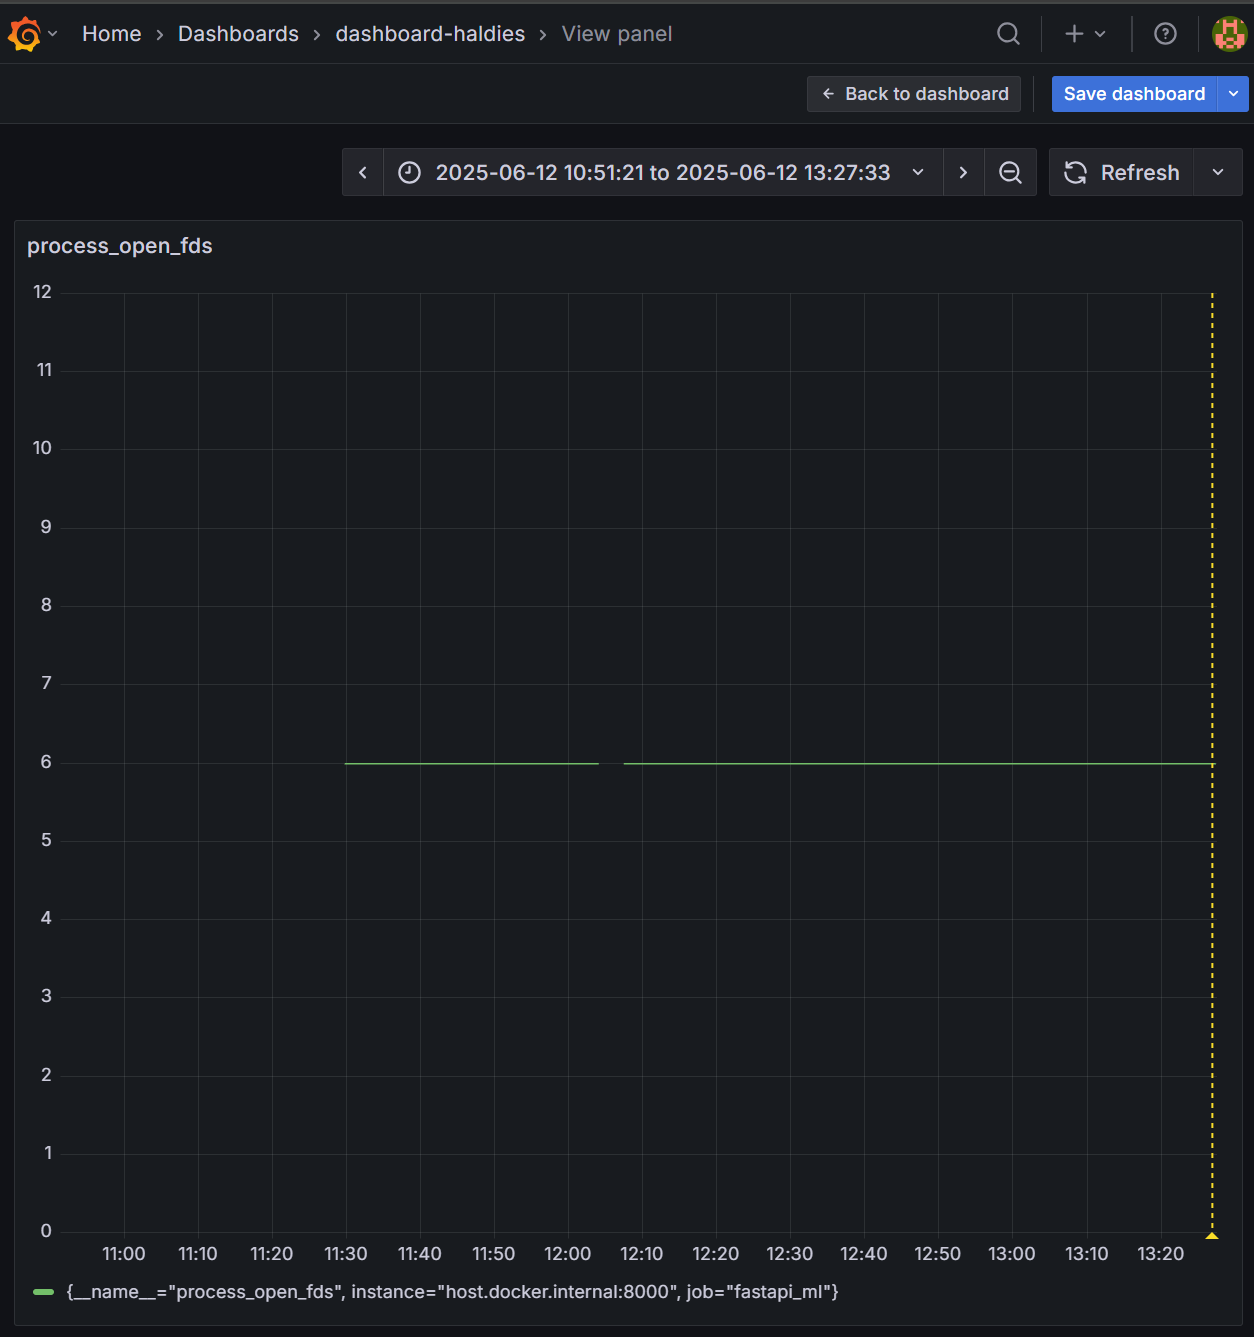 Home › Dashboards › dashboard-haldies › View panel
← Back to dashboard
Save dashboard
2025-06-12 10:51:21 to 2025-06-12 13:27:33
Refresh
process_open_fds
12
11
10
9
8
7
6
5
4
3
2
1
0
11:00 11:10 11:20 11:30 11:40 11:50 12:00 12:10 12:20 12:30 12:40 12:50 13:00 13:10 13:20
{__name__="process_open_fds", instance="host.docker.internal:8000", job="fastapi_ml"}